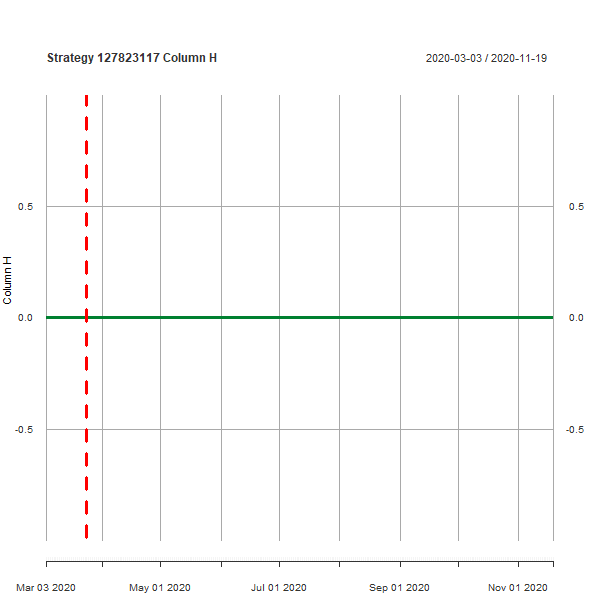 Strategy 127823117 Column H
2020-03-03 / 2020-11-19
0.5
0.5
Column H
0.0
0.0
-0.5
-0.5
Mar 03 2020
May 01 2020
Jul 01 2020
Sep 01 2020
Nov 01 2020